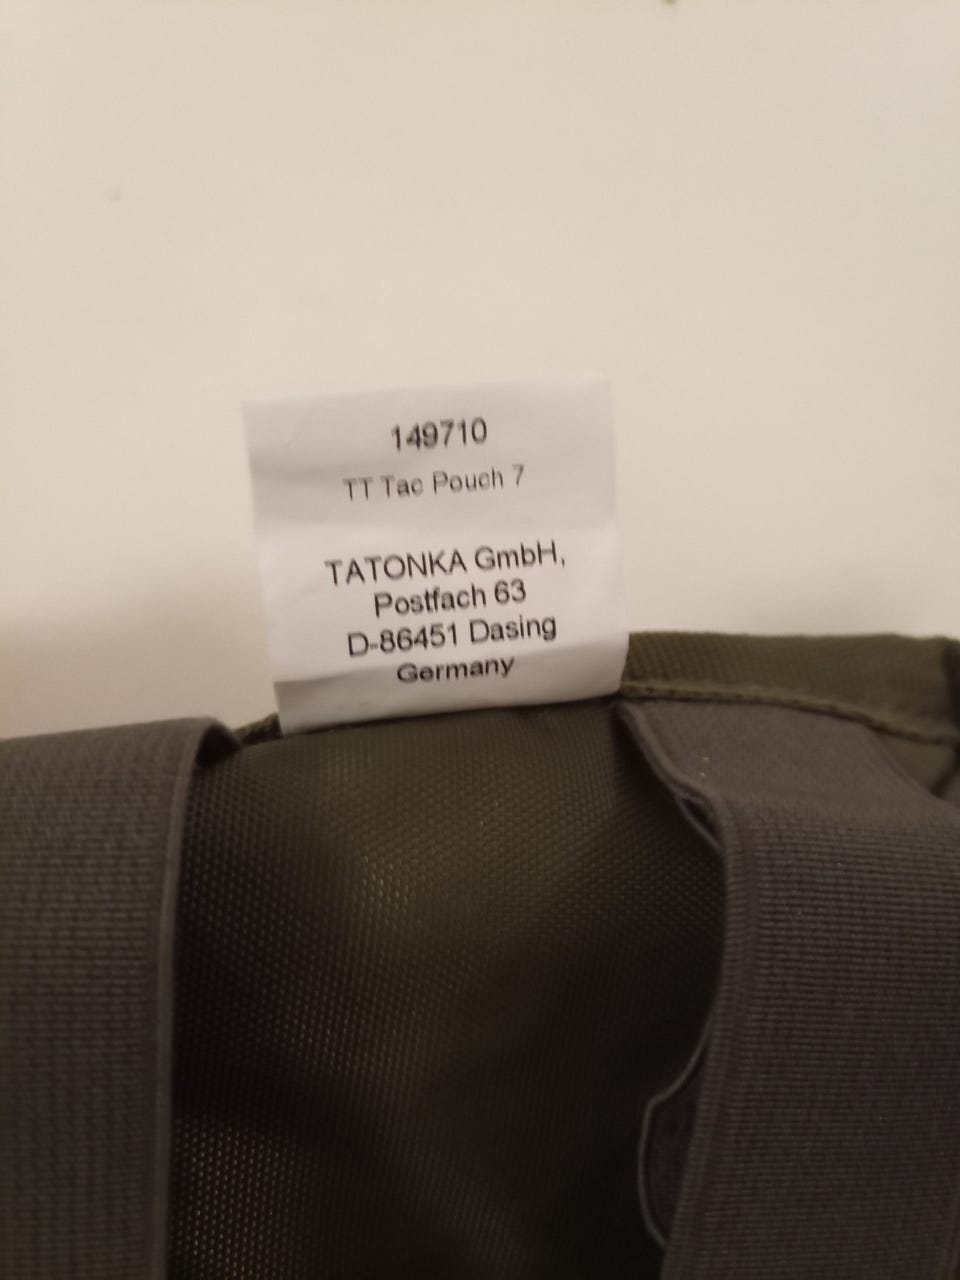 149710
TT Tac Pouch 7
TATONKA GmbH,
Postfach 63
D-86451 Dasing
Germany